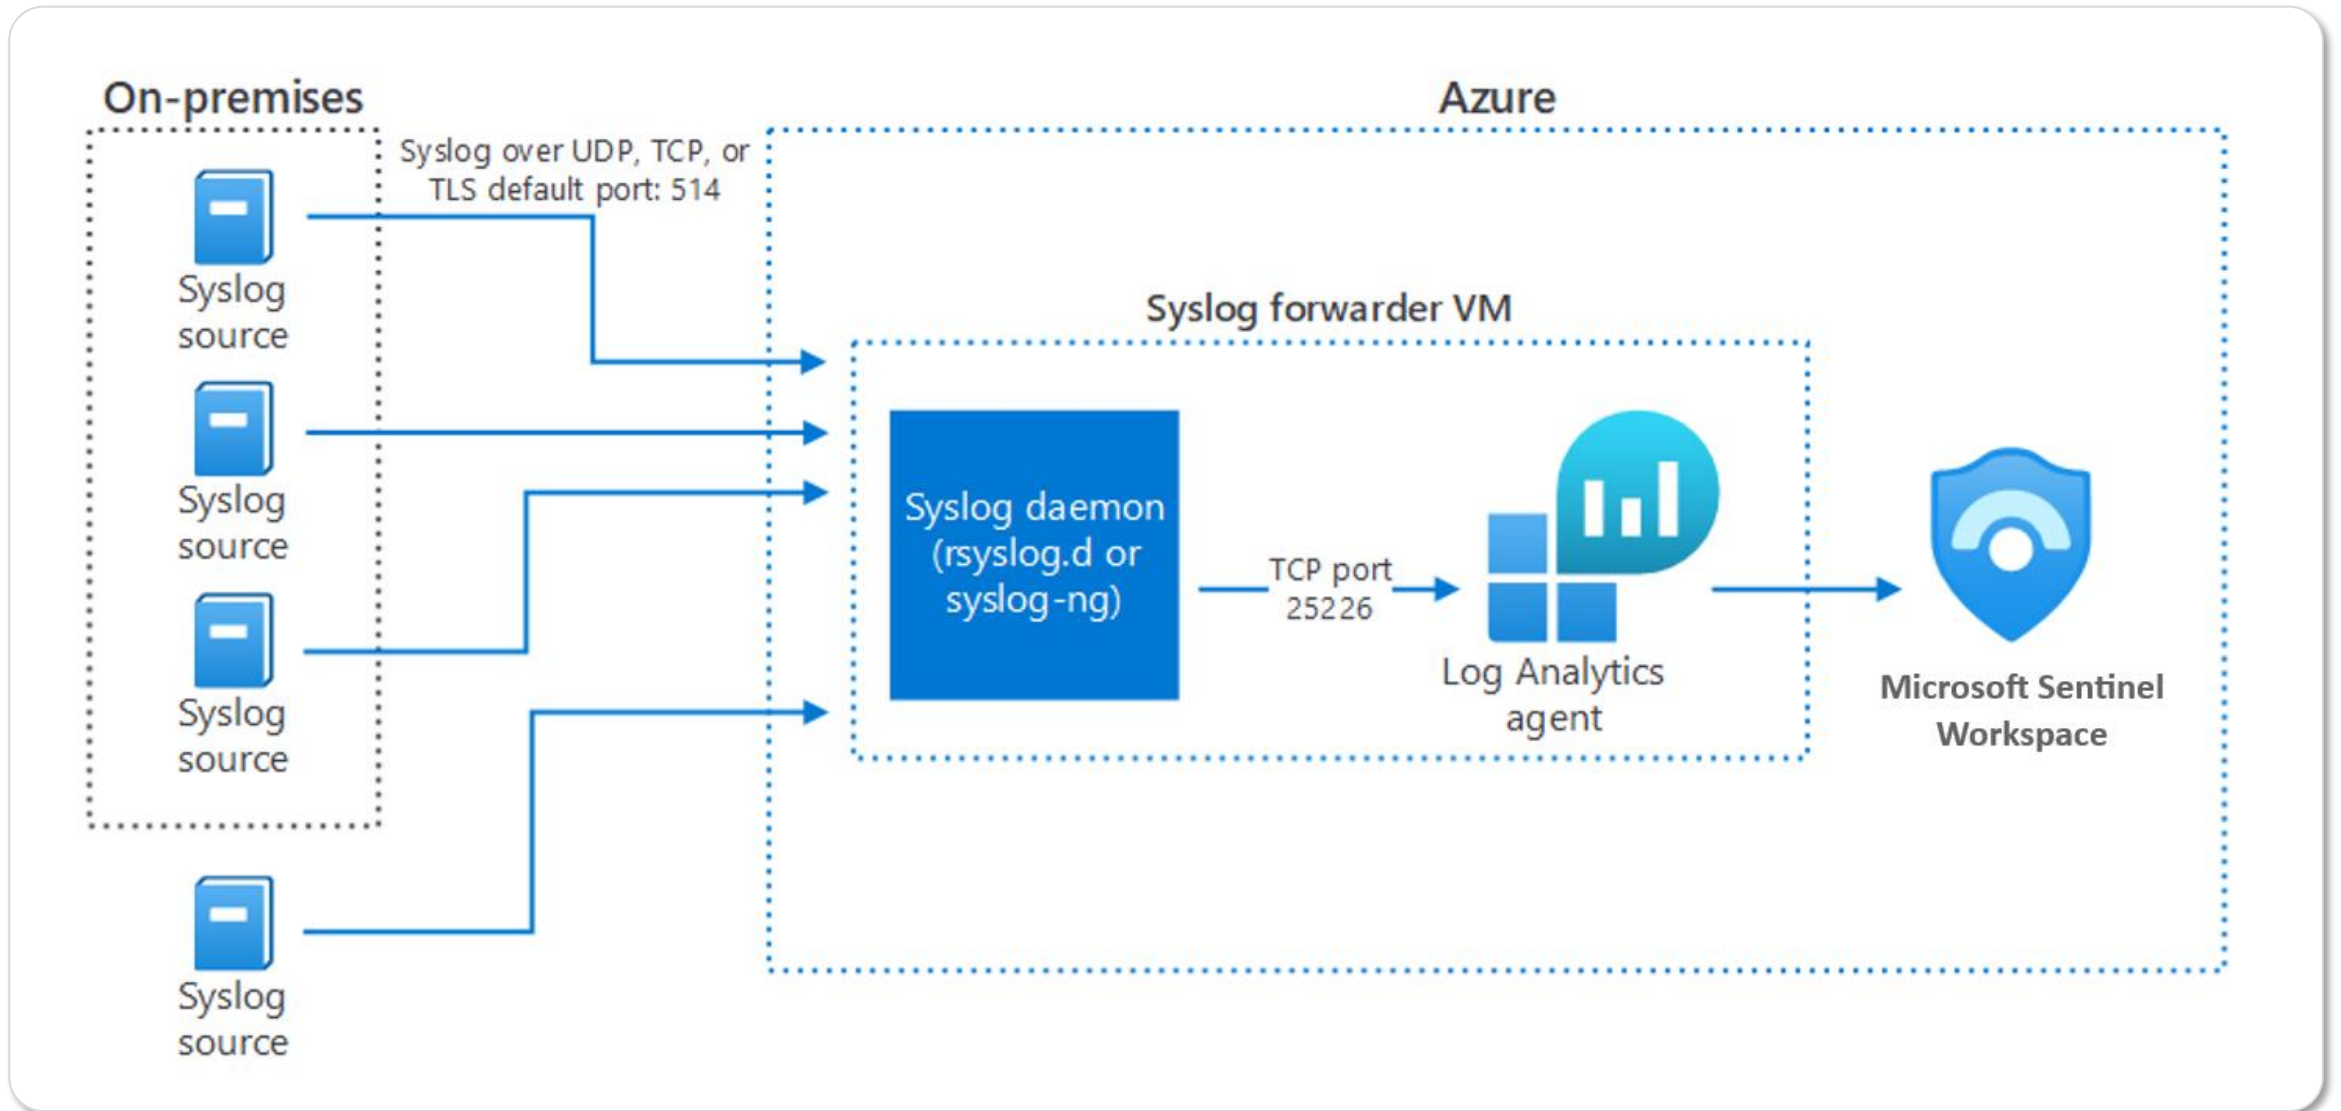 On-premises
Azure
Syslog over UDP, TCP, or
TLS default port: 514
Syslog
source
Syslog
source
Syslog
source
Syslog
source
Syslog forwarder VM
Syslog daemon
(rsyslog.d or
syslog-ng)
TCP port
25226
Log Analytics
agent
Microsoft Sentinel
Workspace